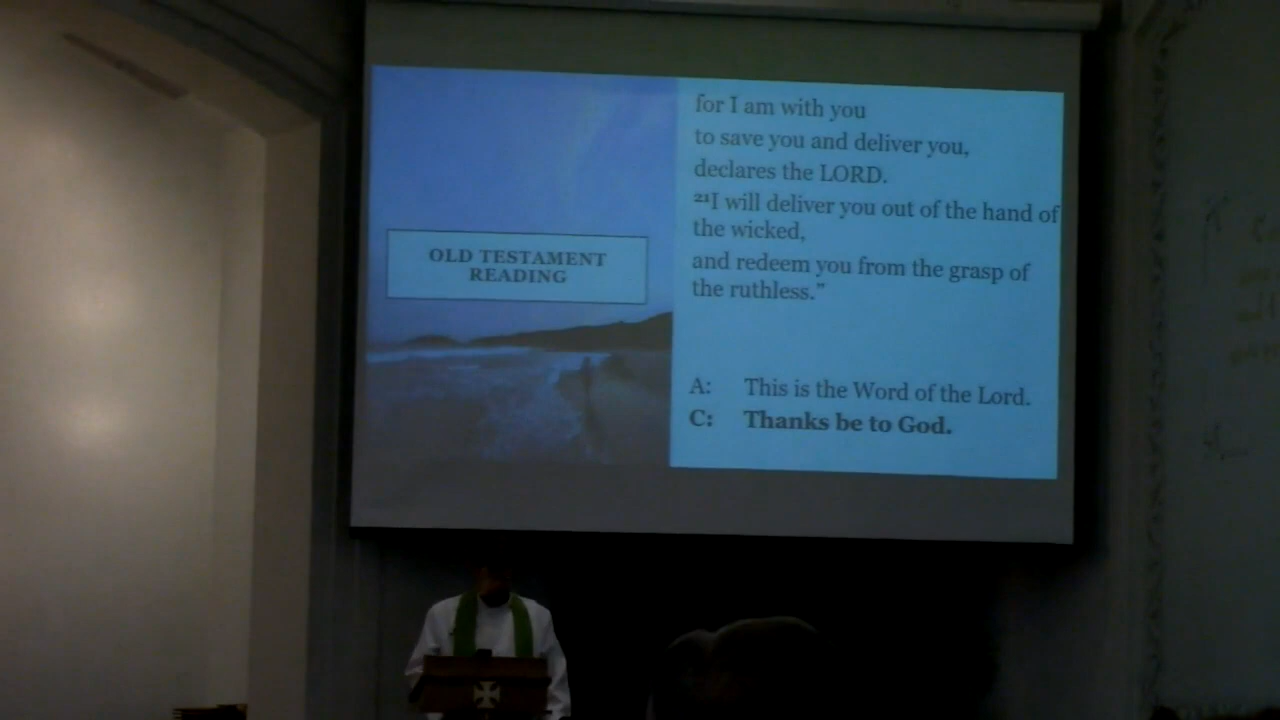 OLD TESTAMENT
READING
for I am with you
to save you and deliver you,
declares the LORD.
²¹I will deliver you out of the hand of
the wicked,
and redeem you from the grasp of
the ruthless.”
A: This is the Word of the Lord.
C: Thanks be to God.